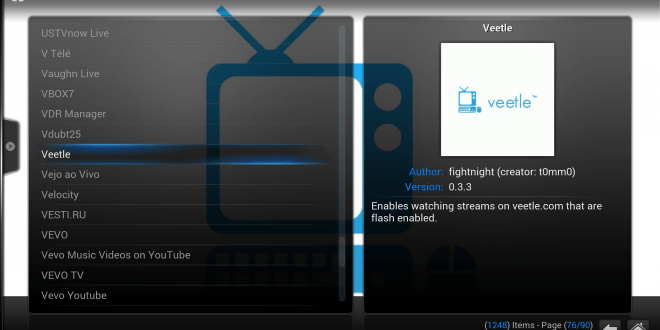 USTVnow Live
V Télé
Vaughn Live
VBOX7
VDR Manager
Vdubt25
Veetle
Vejo ao Vivo
Velocity
VESTI.RU
VEVO
Vevo Music Videos on YouTube
VEVO TV
Vevo Youtube
Veetle
veetle™
Author: fightnight (creator: t0mm0)
Version: 0.3.3
Enables watching streams on veetle.com that are
flash enabled.
(1248) Items - Page (76/90)